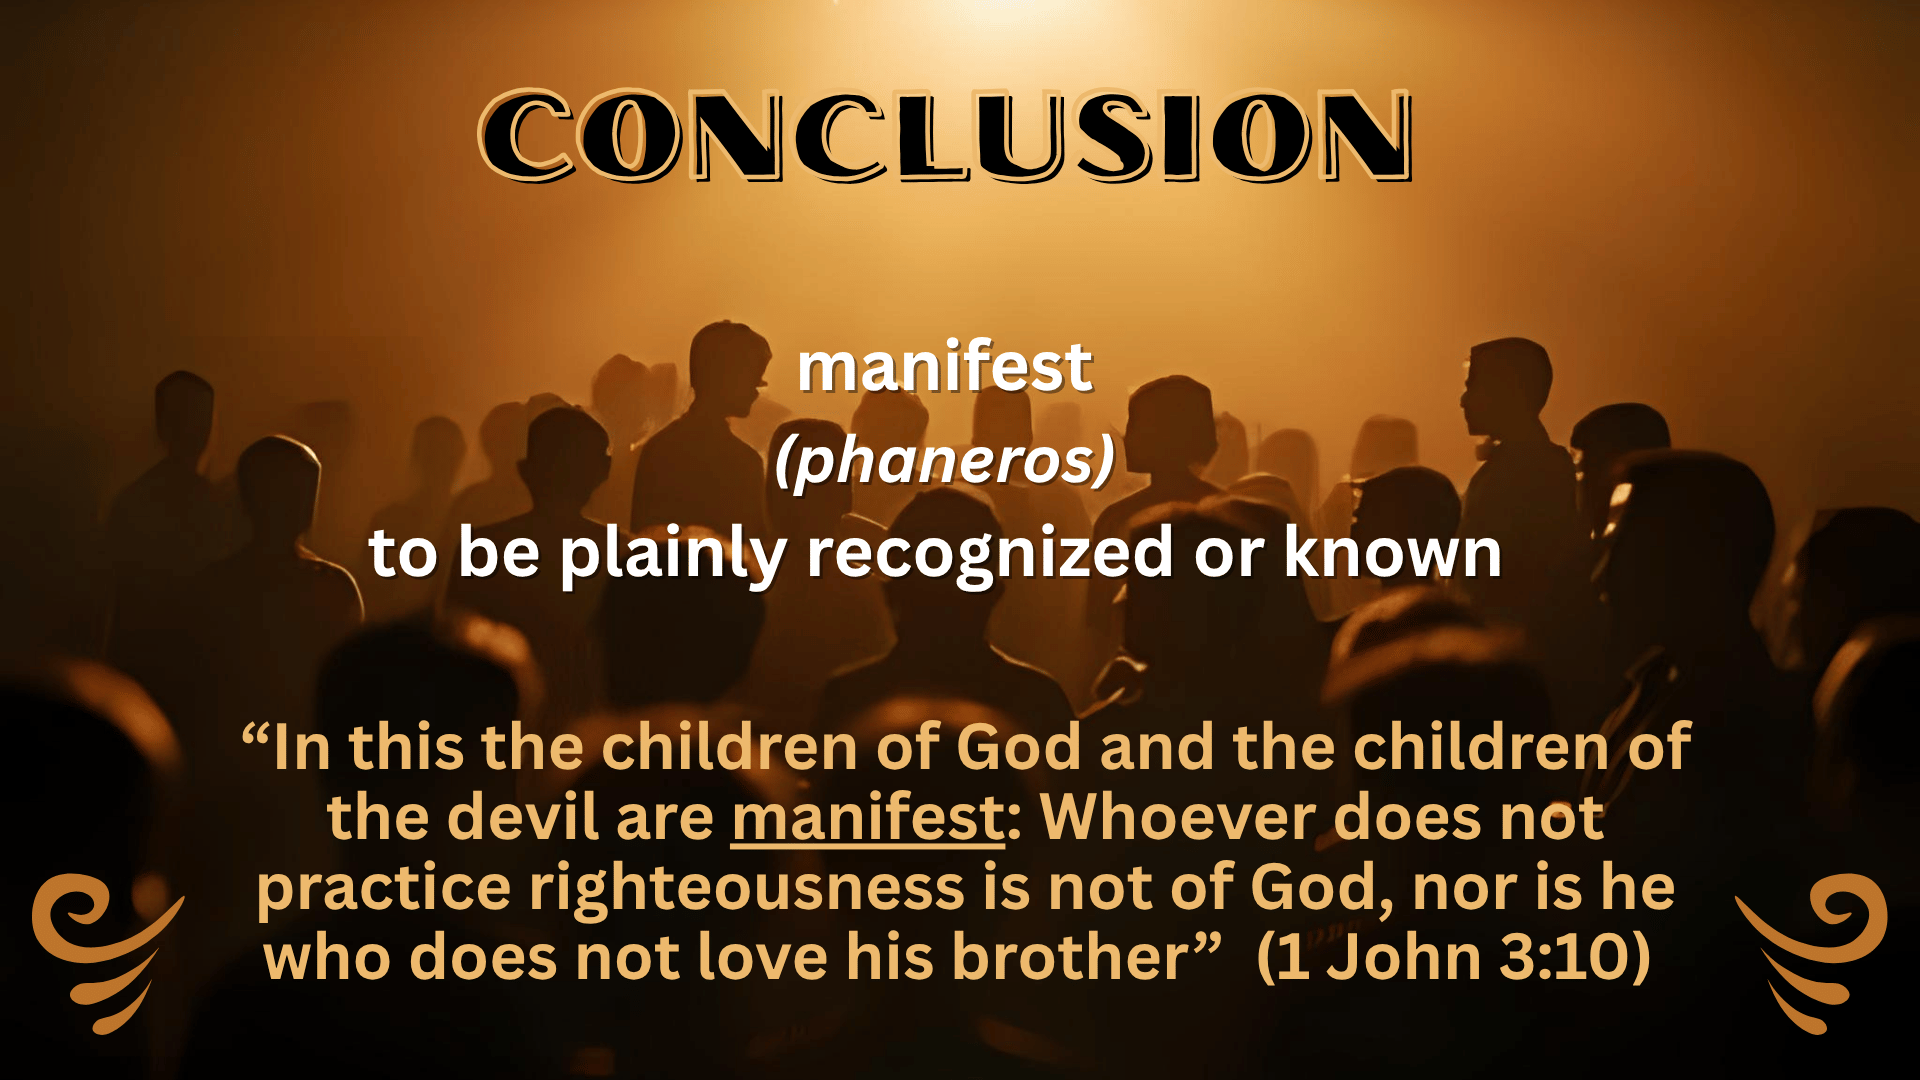 CONCLUSION
manifest
(phaneros)
to be plainly recognized or known
“In this the children of God and the children of
the devil are manifest: Whoever does not
practice righteousness is not of God, nor is he
who does not love his brother” (1 John 3:10)